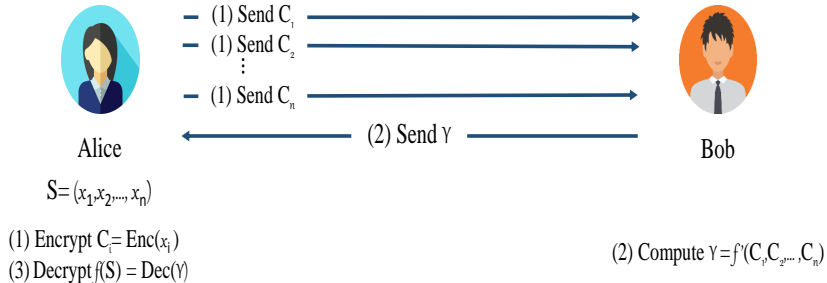 (1) Send C₁
(1) Send C₂
⋮
(1) Send Cₙ
(2) Send γ
Alice
Bob
S=(x₁,x₂,..., xₙ)
(1) Encrypt Cᵢ= Enc(xᵢ)
(3) Decrypt f(S) = Dec(γ)
(2) Compute γ=f'(C₁,C₂,...,Cₙ)